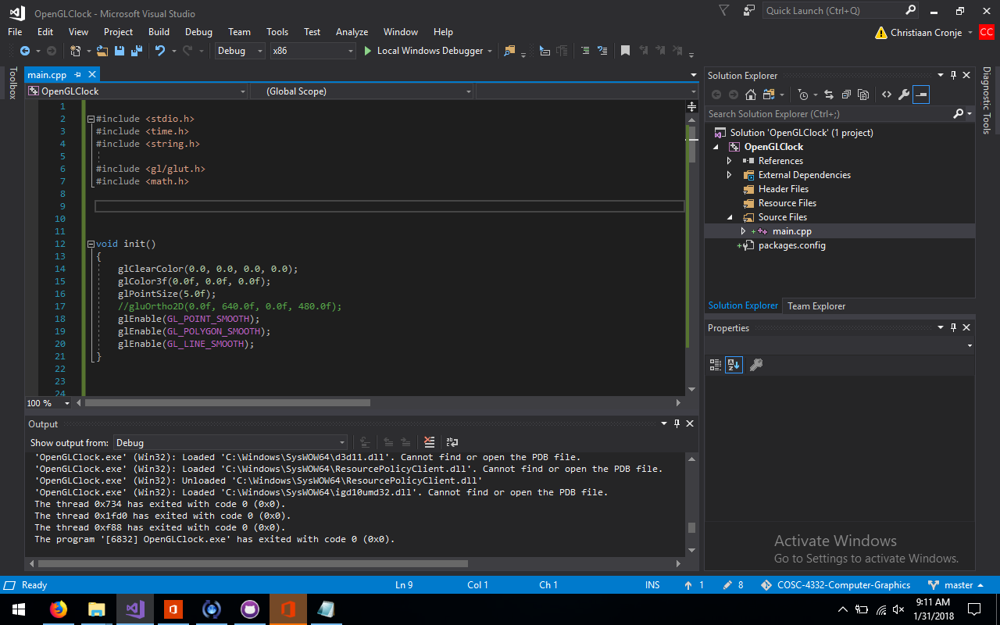 OpenGLClock - Microsoft Visual Studio
Quick Launch (Ctrl+Q)
File Edit View Project Build Debug Team Tools Test Analyze Window Help
Christiaan Cronje CC
Debug x86 Local Windows Debugger
Toolbox
main.cpp
OpenGLClock (Global Scope)
1
2 #include <stdio.h>
3 #include <time.h>
4 #include <string.h>
5
6 #include <gl/glut.h>
7 #include <math.h>
8
9
10
11
12 void init()
13 {
14 glClearColor(0.0, 0.0, 0.0, 0.0);
15 glColor3f(0.0f, 0.0f, 0.0f);
16 glPointSize(5.0f);
17 //gluOrtho2D(0.0f, 640.0f, 0.0f, 480.0f);
18 glEnable(GL_POINT_SMOOTH);
19 glEnable(GL_POLYGON_SMOOTH);
20 glEnable(GL_LINE_SMOOTH);
21 }
22
23
24
100 %
Output
Show output from: Debug
'OpenGLClock.exe' (Win32): Loaded 'C:\Windows\SysWOW64\d3d11.dll'. Cannot find or open the PDB file.
'OpenGLClock.exe' (Win32): Loaded 'C:\Windows\SysWOW64\ResourcePolicyClient.dll'. Cannot find or open the PDB file.
'OpenGLClock.exe' (Win32): Unloaded 'C:\Windows\SysWOW64\ResourcePolicyClient.dll'
'OpenGLClock.exe' (Win32): Loaded 'C:\Windows\SysWOW64\igd10umd32.dll'. Cannot find or open the PDB file.
The thread 0x734 has exited with code 0 (0x0).
The thread 0x1fd0 has exited with code 0 (0x0).
The thread 0xf88 has exited with code 0 (0x0).
The program '[6832] OpenGLClock.exe' has exited with code 0 (0x0).
Solution Explorer
Search Solution Explorer (Ctrl+;)
Solution 'OpenGLClock' (1 project)
OpenGLClock
References
External Dependencies
Header Files
Resource Files
Source Files
main.cpp
packages.config
Solution Explorer Team Explorer
Properties
Diagnostic Tools
Activate Windows
Go to Settings to activate Windows.
Ready Ln 9 Col 1 Ch 1 INS 1 8 COSC-4332-Computer-Graphics master
9:11 AM
1/31/2018